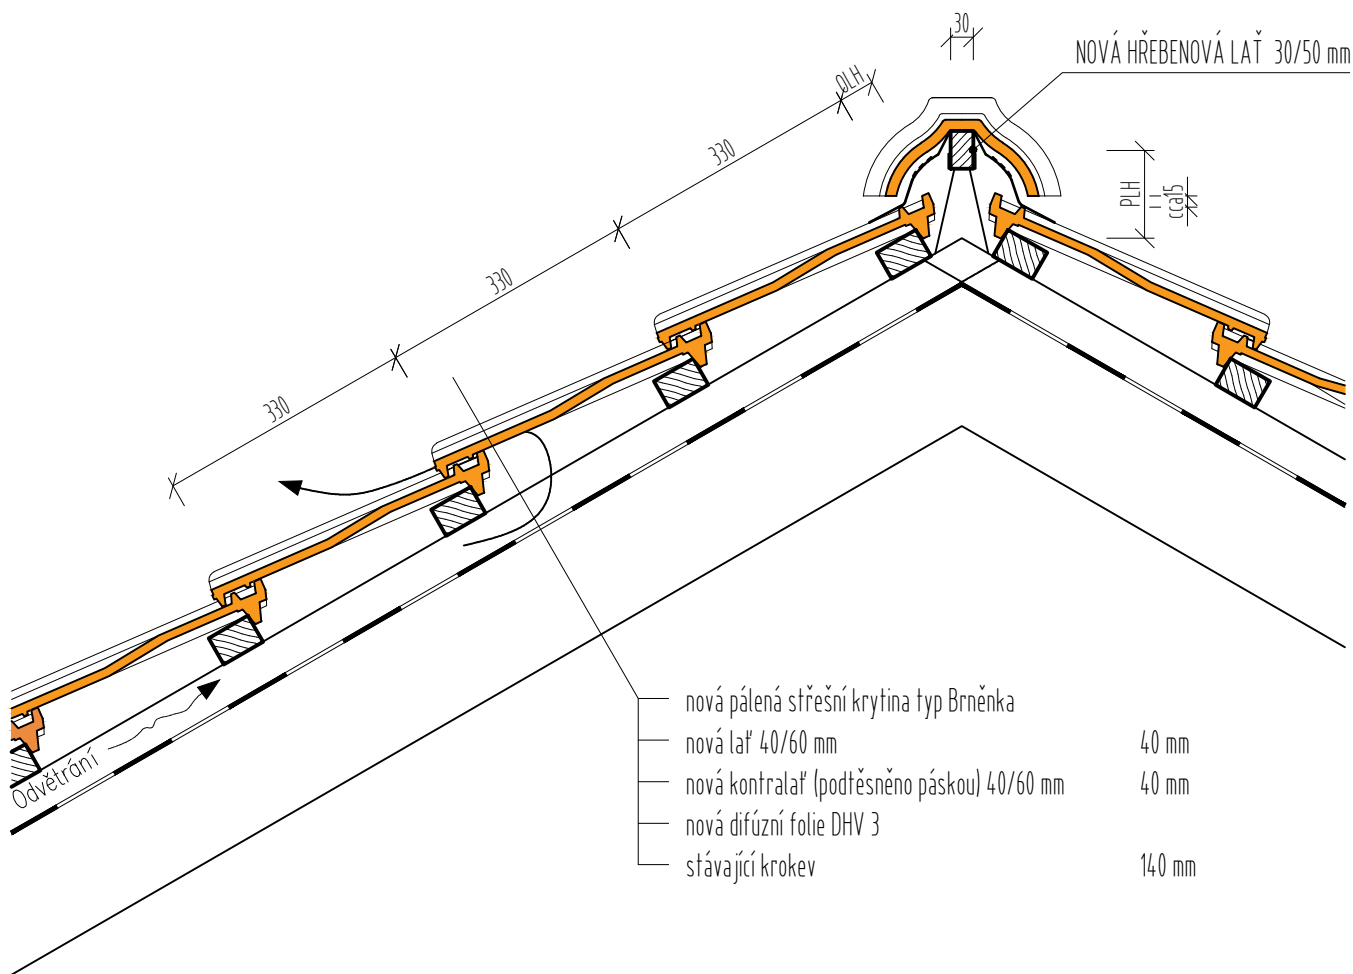 30
NOVÁ HŘEBENOVÁ LAŤ 30/50 mm
OLH
330
330
330
330
PLH
cca15
Odvětrání
nová pálená střešní krytina typ Brněnka
nová lať 40/60 mm 40 mm
nová kontralať (podtěsněno páskou) 40/60 mm 40 mm
nová difúzní folie DHV 3
stávající krokev 140 mm